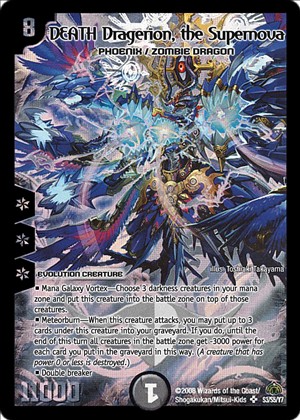 8 DEATH Dragerion, the Supernova
PHOENIX / ZOMBIE DRAGON
illus. Toshiaki Takayama
EVOLUTION CREATURE
■ Mana Galaxy Vortex—Choose 3 darkness creatures in your mana
zone and put this creature into the battle zone on top of those
creatures.
■ Meteorburn—When this creature attacks, you may put up to 3
cards under this creature into your graveyard. If you do, until the
end of this turn all creatures in the battle zone get -3000 power for
each card you put in the graveyard in this way. (A creature that has
power 0 or less is destroyed.)
■ Double breaker
11000
1
©2006 Wizards of the Coast/
Shogakukan/Mitsui-Kids S3/S5/Y7